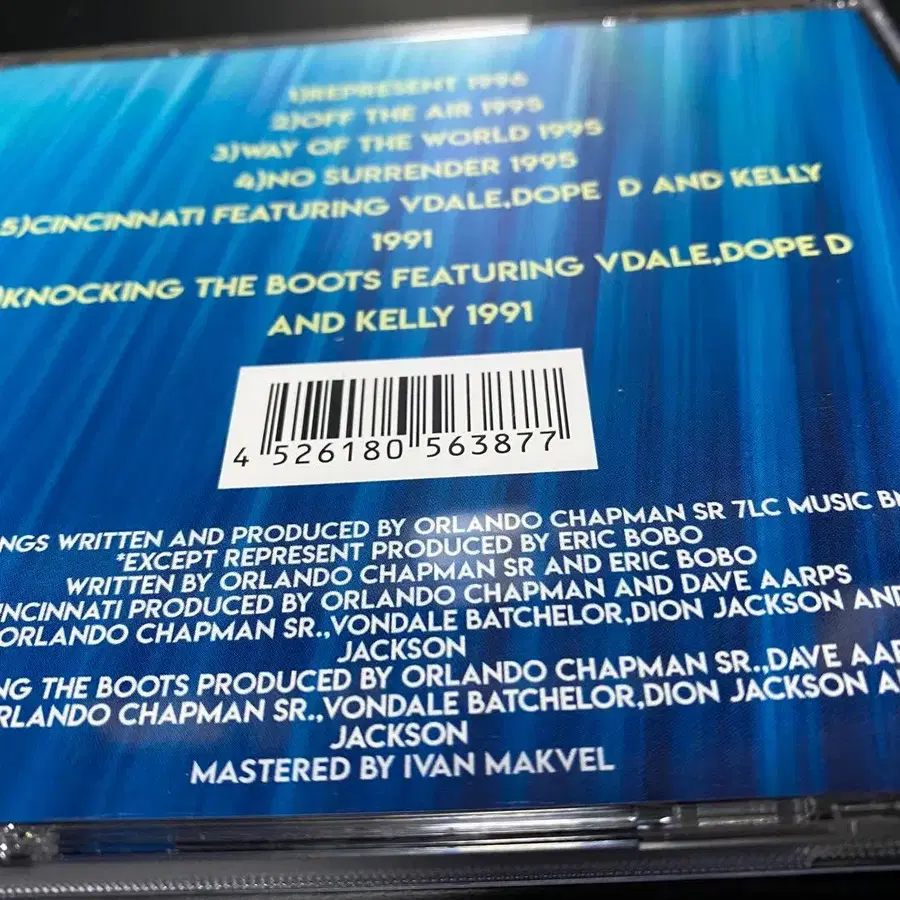 1)REPRESENT 1996
2)OFF THE AIR 1995
3)WAY OF THE WORLD 1995
4)NO SURRENDER 1995
5)CINCINNATI FEATURING VDALE,DOPE D AND KELLY
1991
)KNOCKING THE BOOTS FEATURING VDALE,DOPE D
AND KELLY 1991
4 526180 563877
NGS WRITTEN AND PRODUCED BY ORLANDO CHAPMAN SR 7LC MUSIC
*EXCEPT REPRESENT PRODUCED BY ERIC BOBO
WRITTEN BY ORLANDO CHAPMAN SR AND ERIC BOBO
NCINNATI PRODUCED BY ORLANDO CHAPMAN AND DAVE AARPS
ORLANDO CHAPMAN SR.,VONDALE BATCHELOR,DION JACKSON AND
JACKSON
NG THE BOOTS PRODUCED BY ORLANDO CHAPMAN SR.,DAVE AAR
RLANDO CHAPMAN SR.,VONDALE BATCHELOR,DION JACKSON A
JACKSON
MASTERED BY IVAN MAKVEL